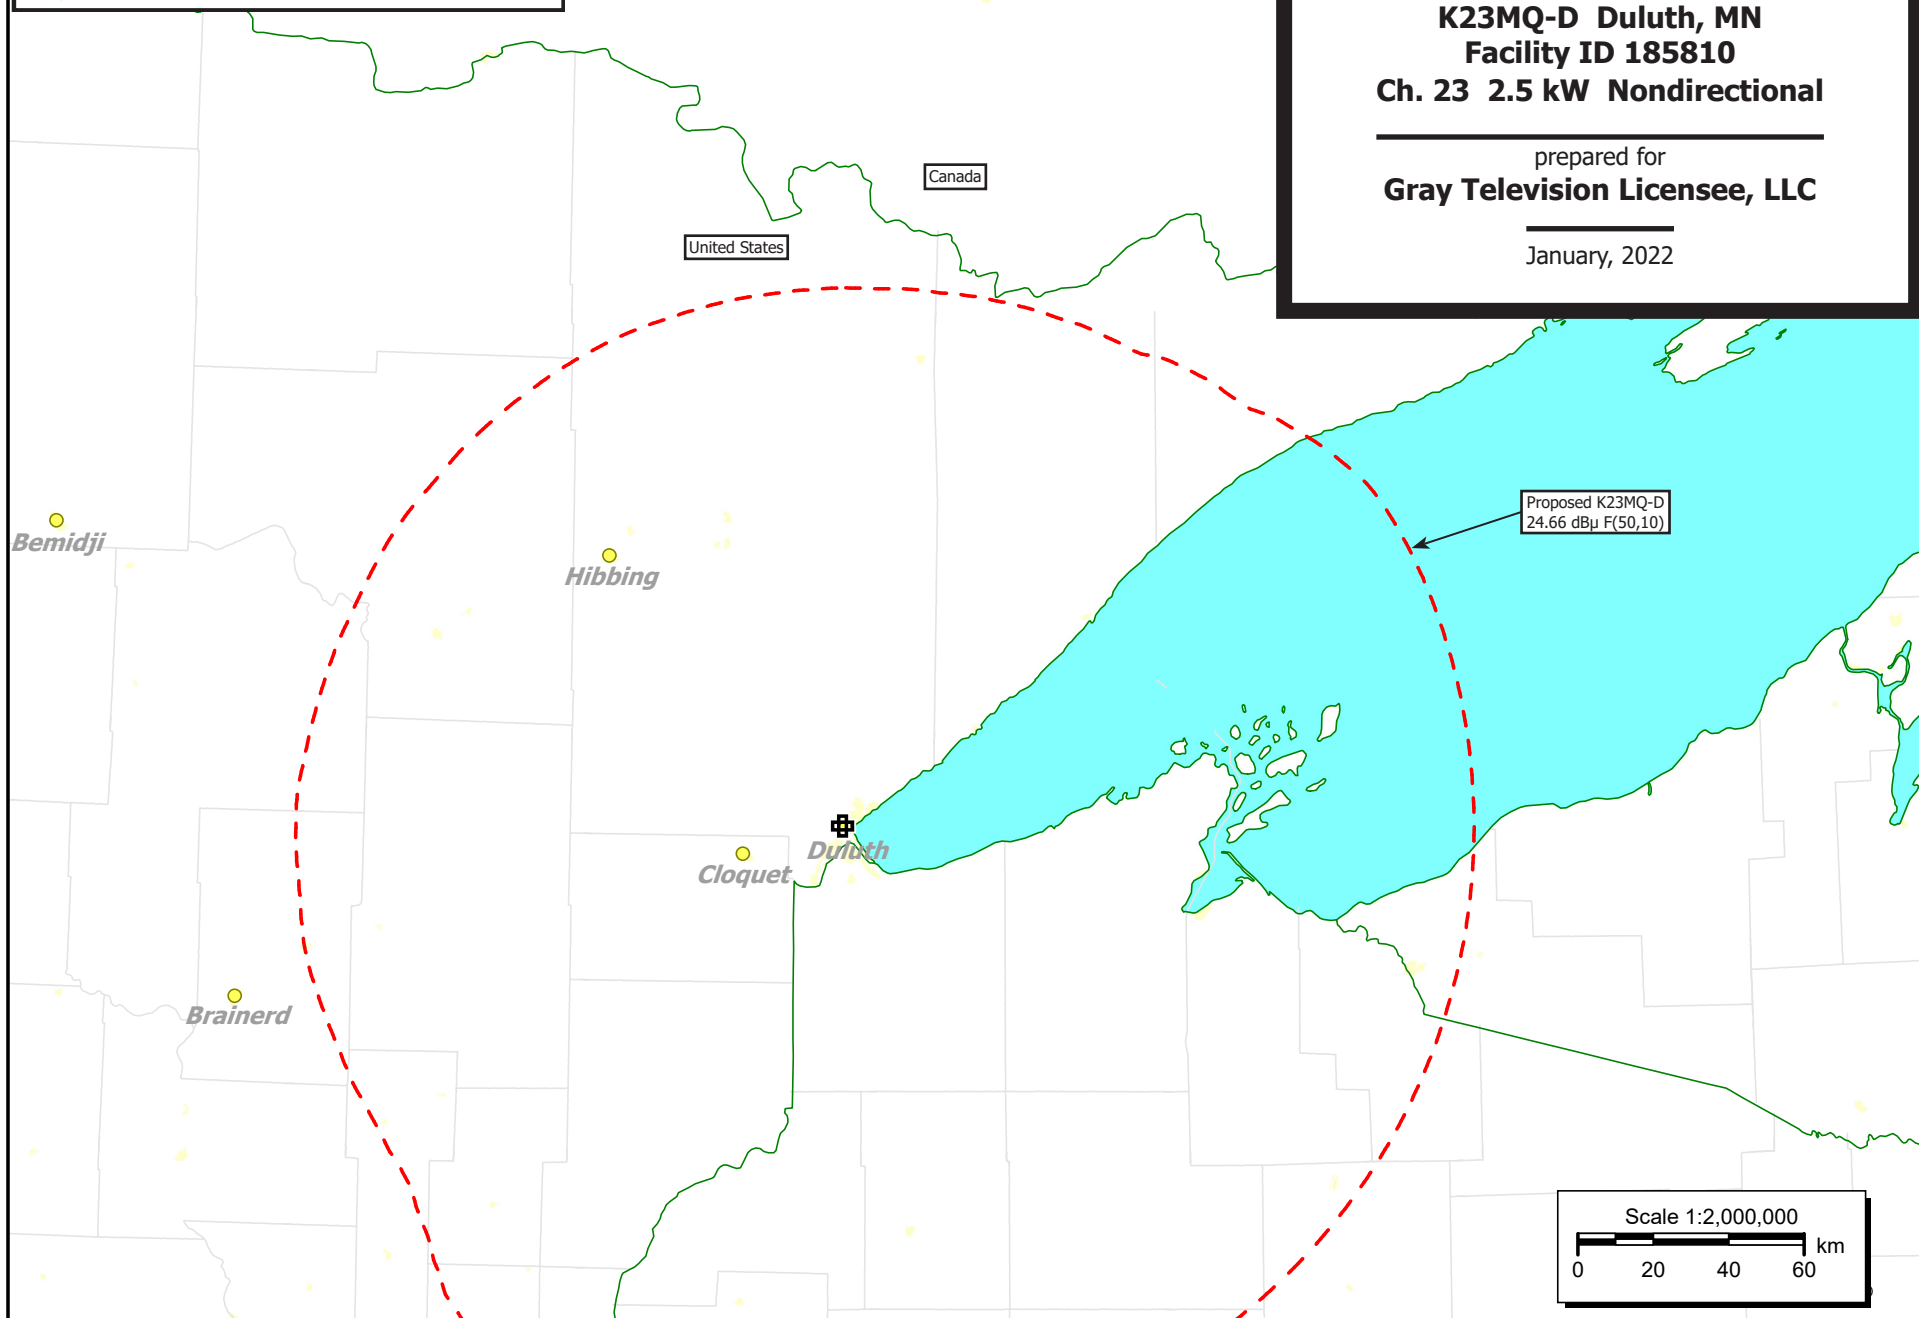 K23MQ-D Duluth, MN
Facility ID 185810
Ch. 23 2.5 kW Nondirectional
prepared for
Gray Television Licensee, LLC
January, 2022
Canada
United States
Proposed K23MQ-D
24.66 dBµ F(50,10)
Bemidji
Hibbing
Duluth
Cloquet
Brainerd
Scale 1:2,000,000
km
0 20 40 60